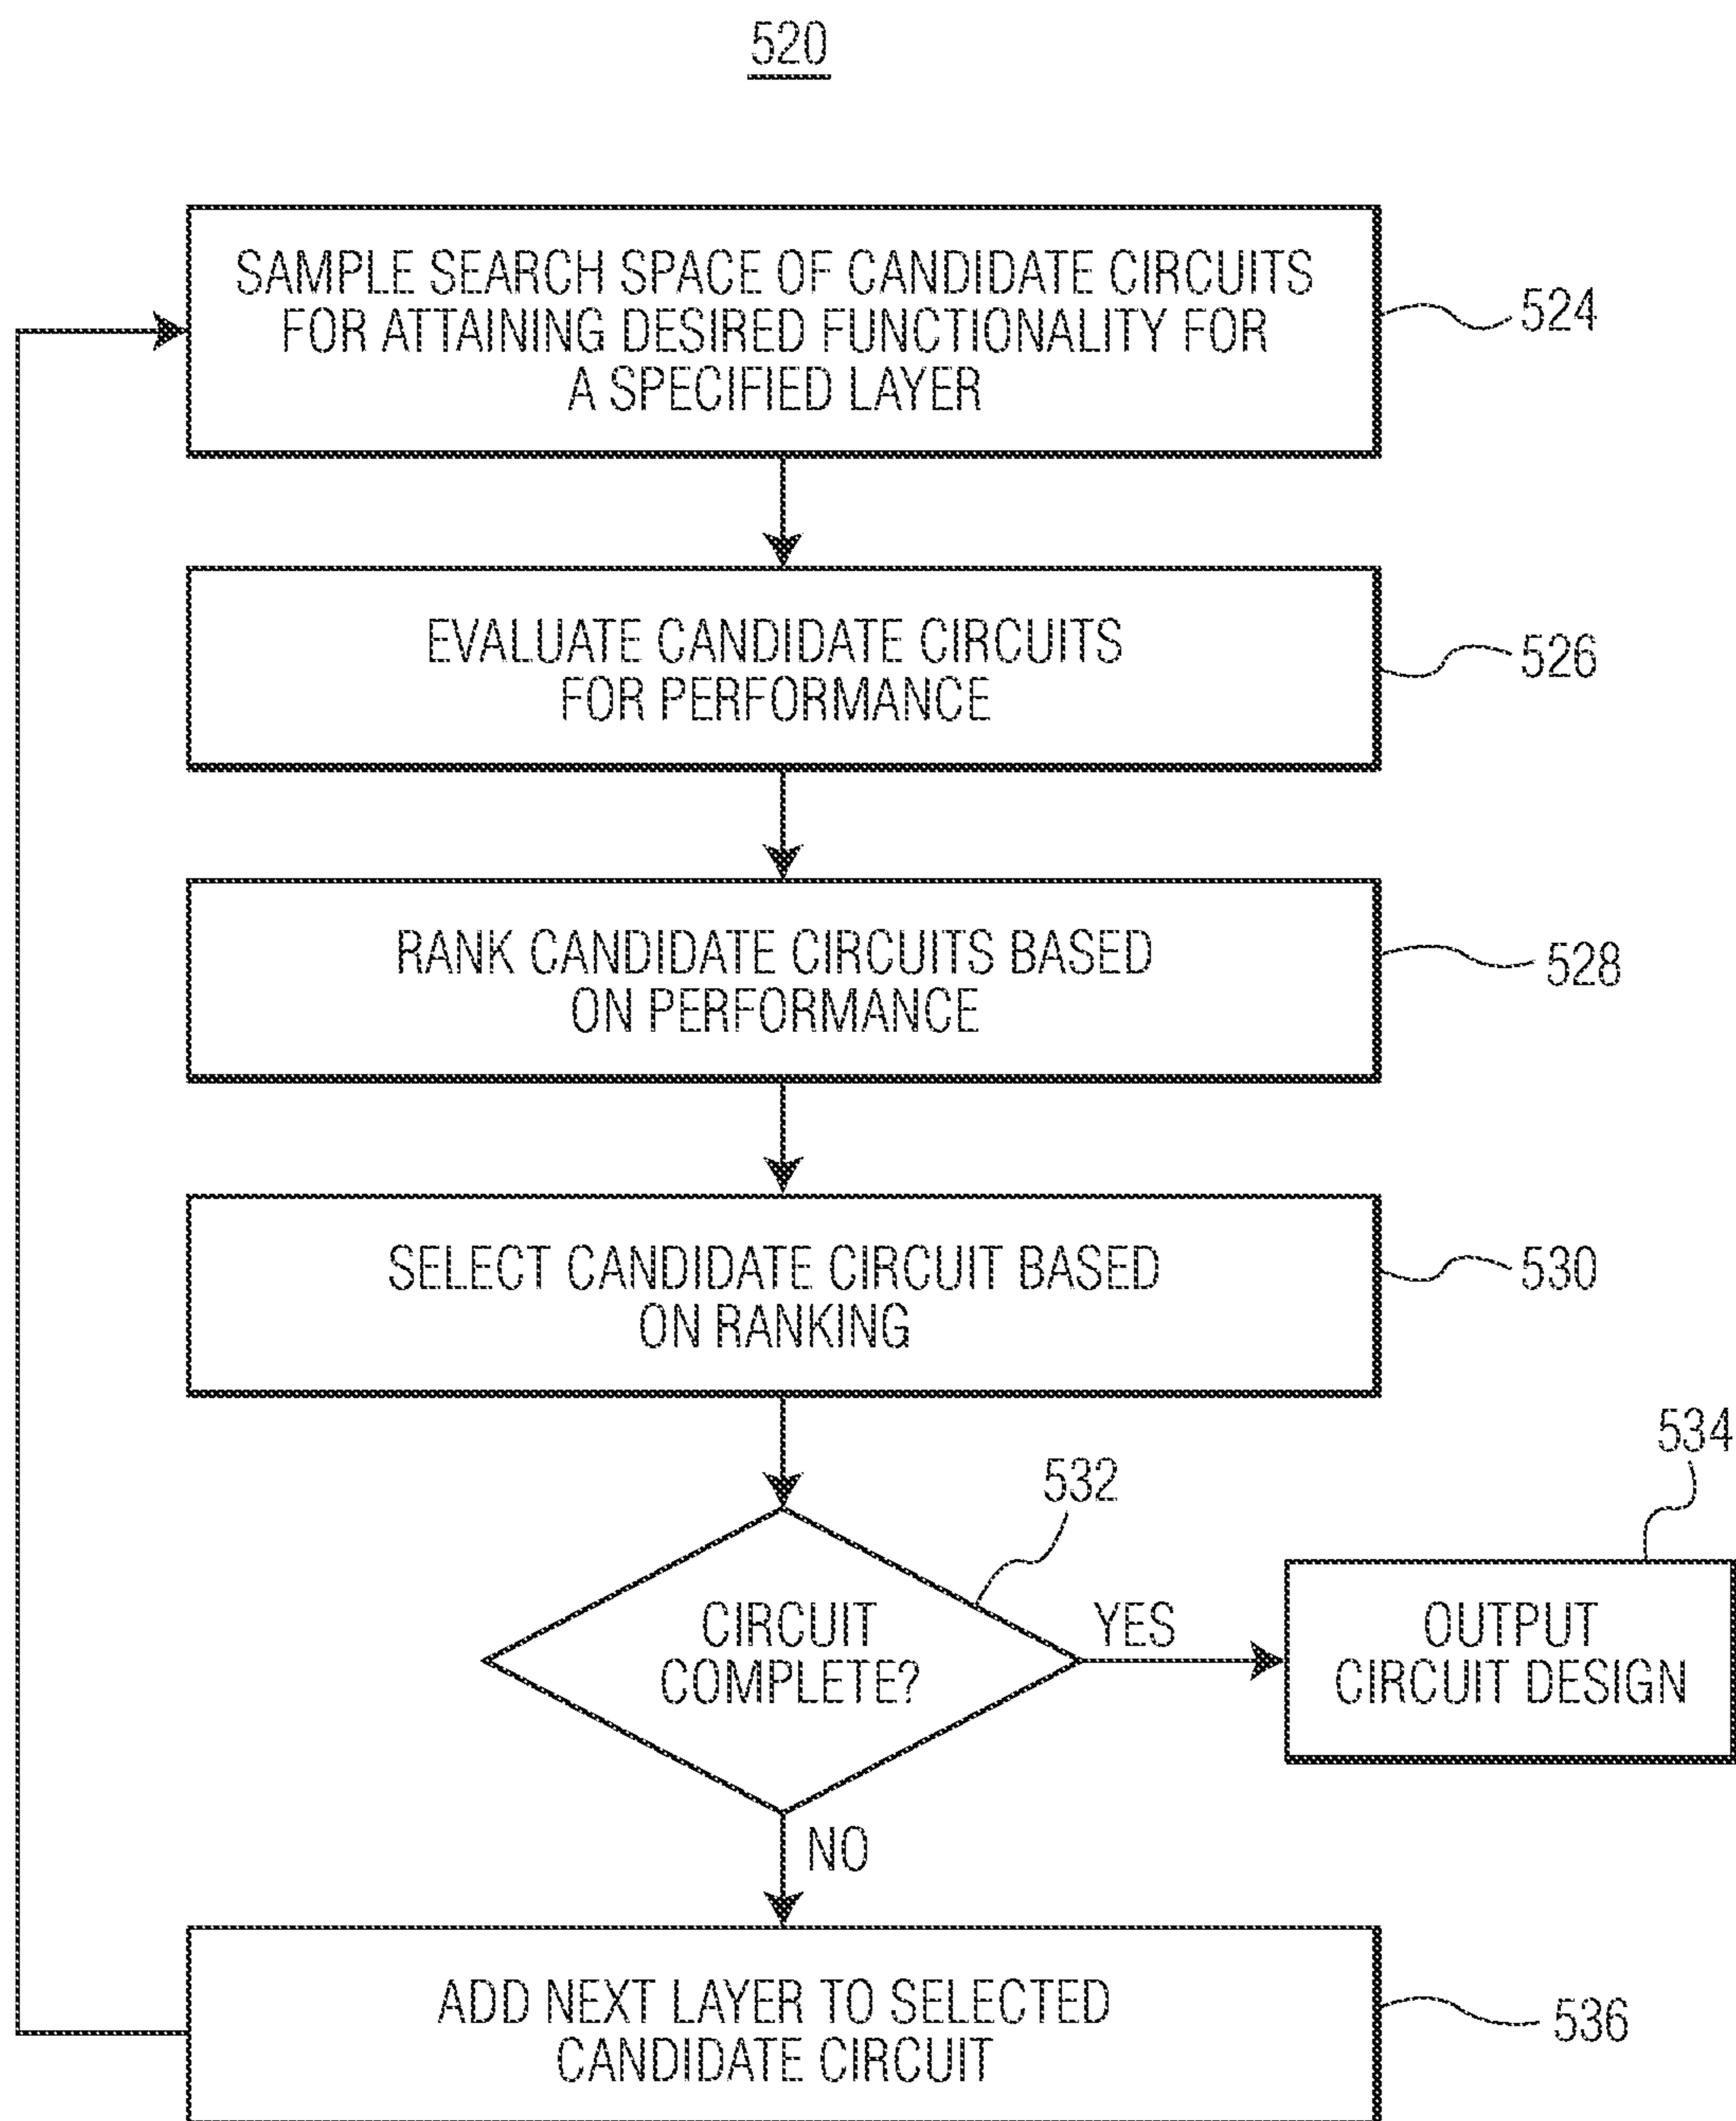 520
SAMPLE SEARCH SPACE OF CANDIDATE CIRCUITS
FOR ATTAINING DESIRED FUNCTIONALITY FOR
A SPECIFIED LAYER
524
EVALUATE CANDIDATE CIRCUITS
FOR PERFORMANCE
526
RANK CANDIDATE CIRCUITS BASED
ON PERFORMANCE
528
SELECT CANDIDATE CIRCUIT BASED
ON RANKING
530
532
534
CIRCUIT
COMPLETE?
YES
OUTPUT
CIRCUIT DESIGN
NO
ADD NEXT LAYER TO SELECTED
CANDIDATE CIRCUIT
536